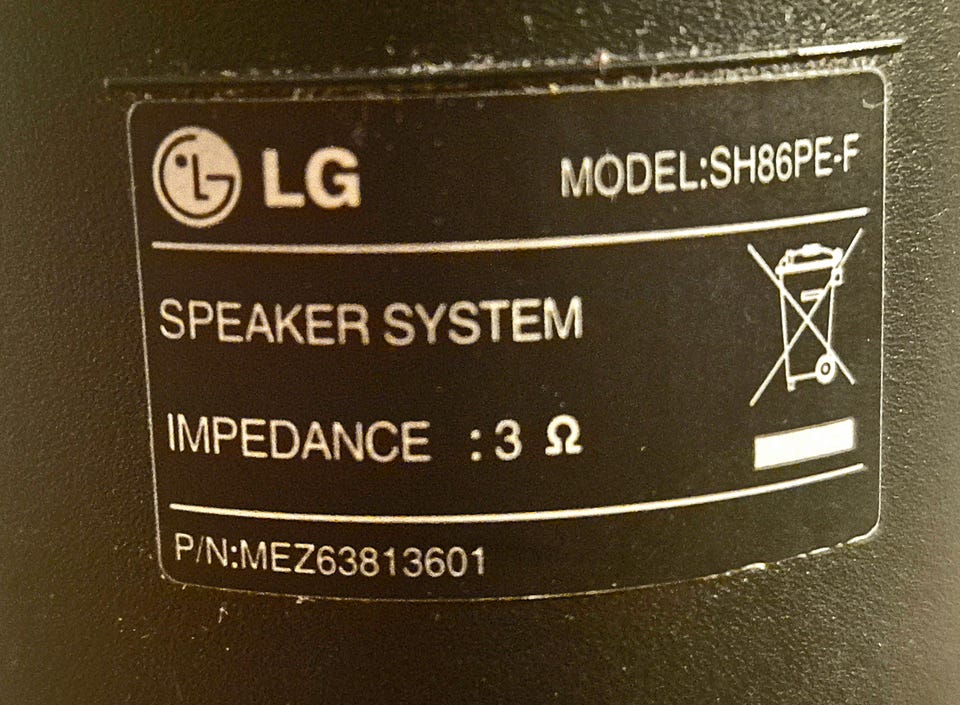 LG MODEL:SH86PE-F
SPEAKER SYSTEM
IMPEDANCE : 3 Ω
P/N:MEZ63813601